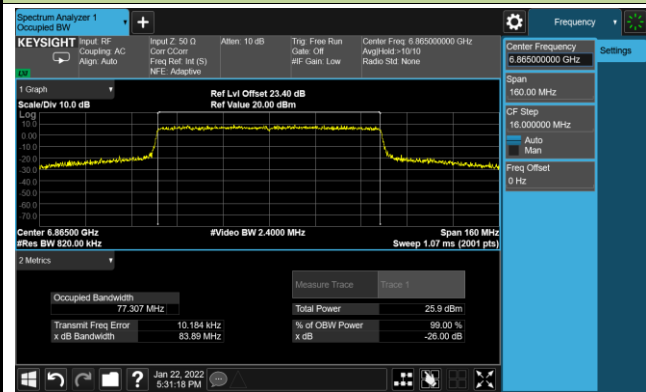 Spectrum Analyzer 1
Occupied BW
+
Frequency
KEYSIGHT
Input: RF
Coupling: AC
Align: Auto
Input Z: 50 Ω
Corr CCorr
Freq Ref: Int (S)
NFE: Adaptive
Atten: 10 dB
Trig: Free Run
Gate: Off
#IF Gain: Low
Center Freq: 6.865000000 GHz
Avg|Hold:>10/10
Radio Std: None
Center Frequency
6.865000000 GHz
Settings
Span
160.00 MHz
CF Step
16.000000 MHz
Auto
Man
Freq Offset
0 Hz
1 Graph
Scale/Div 10.0 dB
Ref Lvl Offset 23.40 dB
Ref Value 20.00 dBm
Log
10.0
0.00
-10.0
-20.0
-30.0
-40.0
-50.0
-60.0
-70.0
Center 6.86500 GHz
#Video BW 2.4000 MHz
Span 160 MHz
#Res BW 820.00 kHz
Sweep 1.07 ms (2001 pts)
2 Metrics
Measure Trace
Trace 1
Occupied Bandwidth
77.307 MHz
Total Power
25.9 dBm
Transmit Freq Error
10.184 kHz
% of OBW Power
99.00 %
x dB Bandwidth
83.89 MHz
x dB
-26.00 dB
?
Jan 22, 2022
5:31:18 PM